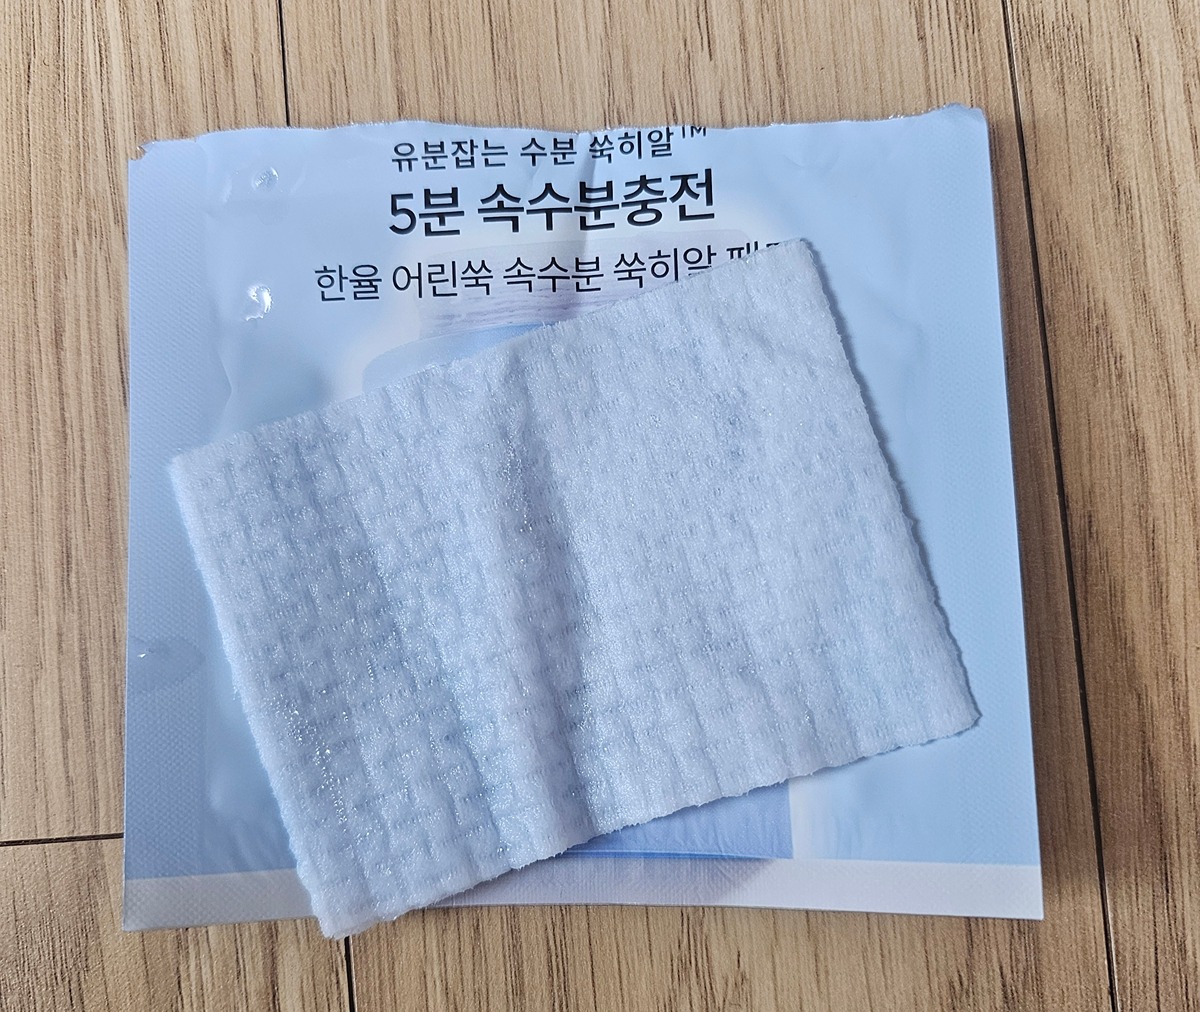 유분잡는 수분 쑥히알™
5분 속수분충전
한율 어린쑥 속수분 쑥히알